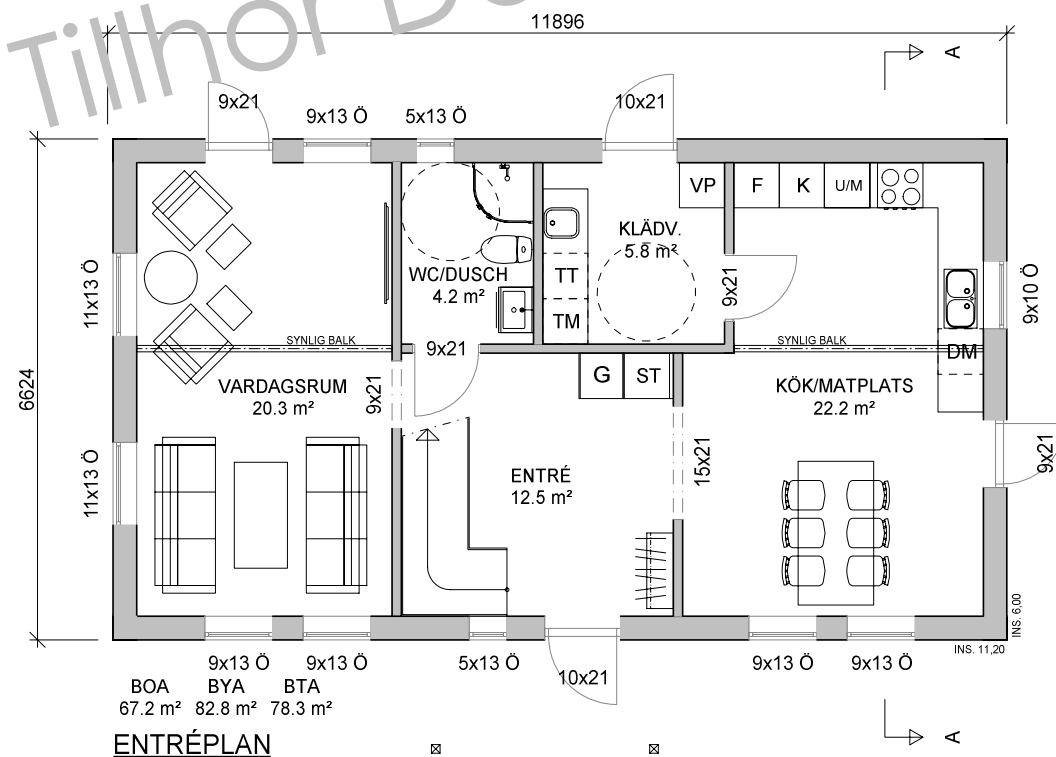 Tillhör
11896
A
9x21
9x13 Ö
5x13 Ö
10x21
VP
F
K
U/M
KLÄDV.
5.8 m²
WC/DUSCH
4.2 m²
TT
TM
9x21
11x13 Ö
9x10 Ö
SYNLIG BALK
9x21
SYNLIG BALK
DM
6624
VARDAGSRUM
20.3 m²
9x21
G
ST
KÖK/MATPLATS
22.2 m²
11x13 Ö
ENTRÉ
12.5 m²
15x21
9x21
INS. 6,00
INS. 11,20
9x13 Ö
9x13 Ö
5x13 Ö
10x21
9x13 Ö
9x13 Ö
BOA
67.2 m²
BYA
82.8 m²
BTA
78.3 m²
ENTRÉPLAN
A